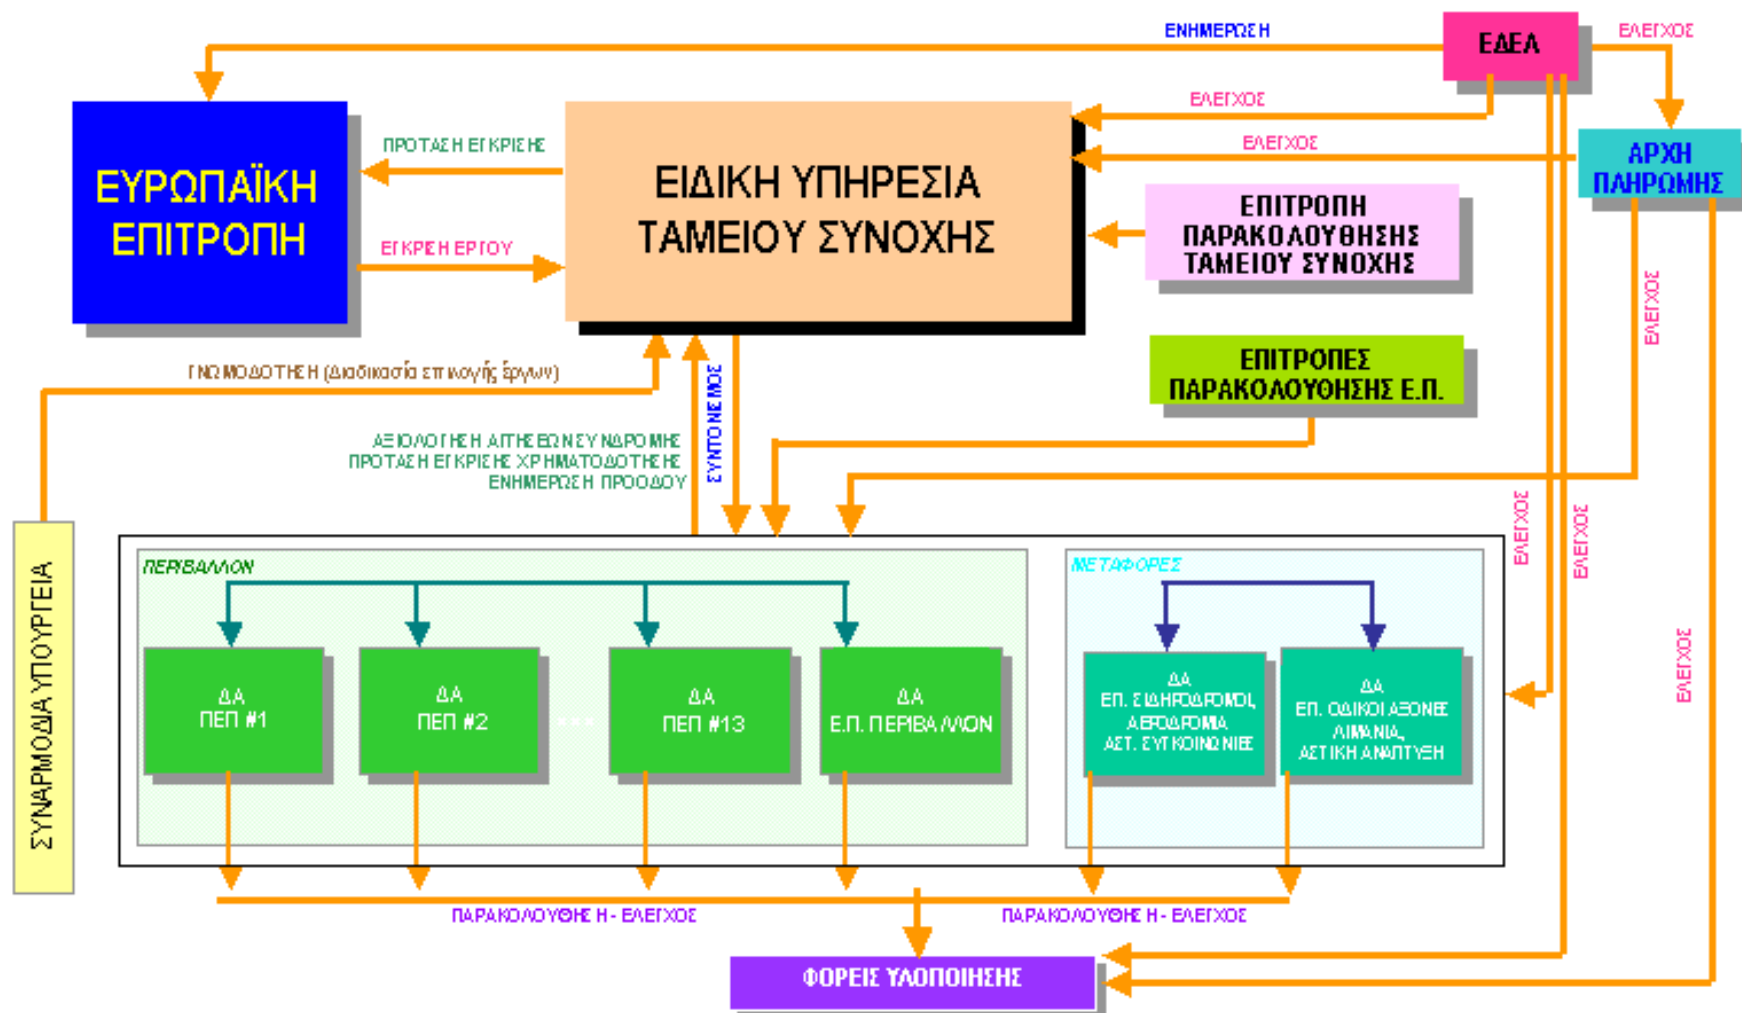 ΕΝΗΜΕΡΩΣΗ
ΕΔΕΛ
ΕΛΕΓΧΟΣ
ΕΛΕΓΧΟΣ
ΠΡΟΤΑΣΗ ΕΓΚΡΙΣΗΣ
ΕΛΕΓΧΟΣ
ΑΡΧΗ
ΠΛΗΡΩΜΗΣ
ΕΥΡΩΠΑΪΚΗ
ΕΠΙΤΡΟΠΗ
ΕΙΔΙΚΗ ΥΠΗΡΕΣΙΑ
ΤΑΜΕΙΟΥ ΣΥΝΟΧΗΣ
ΕΠΙΤΡΟΠΗ
ΠΑΡΑΚΟΛΟΥΘΗΣΗΣ
ΤΑΜΕΙΟΥ ΣΥΝΟΧΗΣ
ΕΓΚΡΙΣΗ ΕΡΓΟΥ
ΕΛΕΓΧΟΣ
ΓΝΩΜΟΔΟΤΗΣΗ (Διαδικασία επιλογής έργων)
ΕΠΙΤΡΟΠΕΣ
ΠΑΡΑΚΟΛΟΥΘΗΣΗΣ Ε.Π.
ΣΥΝΤΟΝΙΣΜΟΣ
ΑΞΙΟΛΟΓΗΣΗ ΑΙΤΗΣΕΩΝ ΣΥΝΔΡΟΜΗΣ
ΠΡΟΤΑΣΗ ΕΓΚΡΙΣΗΣ ΧΡΗΜΑΤΟΔΟΤΗΣΗΣ
ΕΝΗΜΕΡΩΣΗ ΠΡΟΟΔΟΥ
ΕΛΕΓΧΟΣ
ΕΛΕΓΧΟΣ
ΣΥΝΑΡΜΟΔΙΑ ΥΠΟΥΡΓΕΙΑ
ΠΕΡΙΒΑΛΛΟΝ
ΜΕΤΑΦΟΡΕΣ
ΕΛΕΓΧΟΣ
ΔΑ
ΠΕΠ #1
ΔΑ
ΠΕΠ #2
...
ΔΑ
ΠΕΠ #13
ΔΑ
Ε.Π. ΠΕΡΙΒΑΛΛΟΝ
ΔΑ
ΕΠ. ΣΙΔΗΡΟΔΡΟΜΟΙ,
ΑΕΡΟΔΡΟΜΙΑ
ΑΣΤ. ΣΥΓΚΟΙΝΩΝΙΕΣ
ΔΑ
ΕΠ. ΟΔΙΚΟΙ ΑΞΟΝΕΣ
ΛΙΜΑΝΙΑ,
ΑΣΤΙΚΗ ΑΝΑΠΤΥΞΗ
ΠΑΡΑΚΟΛΟΥΘΗΣΗ - ΕΛΕΓΧΟΣ
ΠΑΡΑΚΟΛΟΥΘΗΣΗ - ΕΛΕΓΧΟΣ
ΦΟΡΕΙΣ ΥΛΟΠΟΙΗΣΗΣ